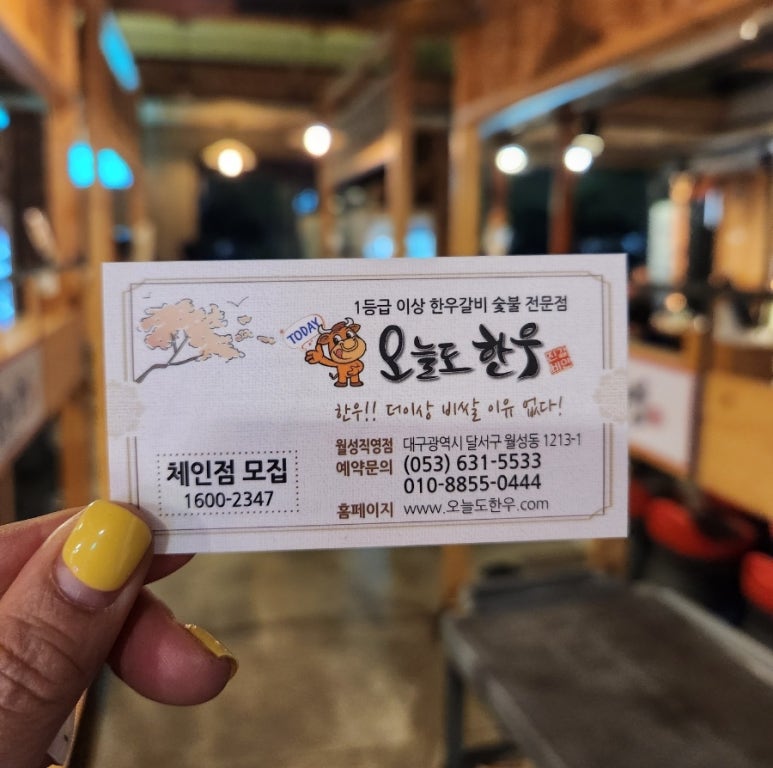 1등급 이상 한우갈비 숯불 전문점
TODAY
오늘도 한우
한우!! 더이상 비쌀 이유 없다!
월성직영점 대구광역시 달서구 월성동 1213-1
예약문의 (053) 631-5533
010-8855-0444
홈페이지 www.오늘도한우.com
체인점 모집
1600-2347